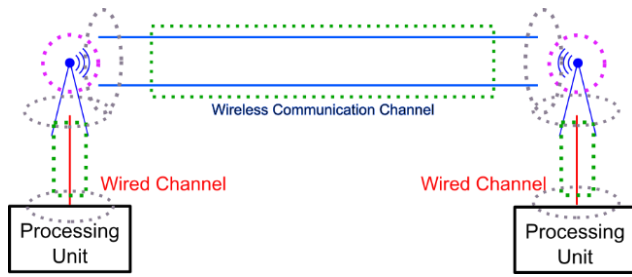 Wireless Communication Channel
Wired Channel
Wired Channel
Processing
Unit
Processing
Unit